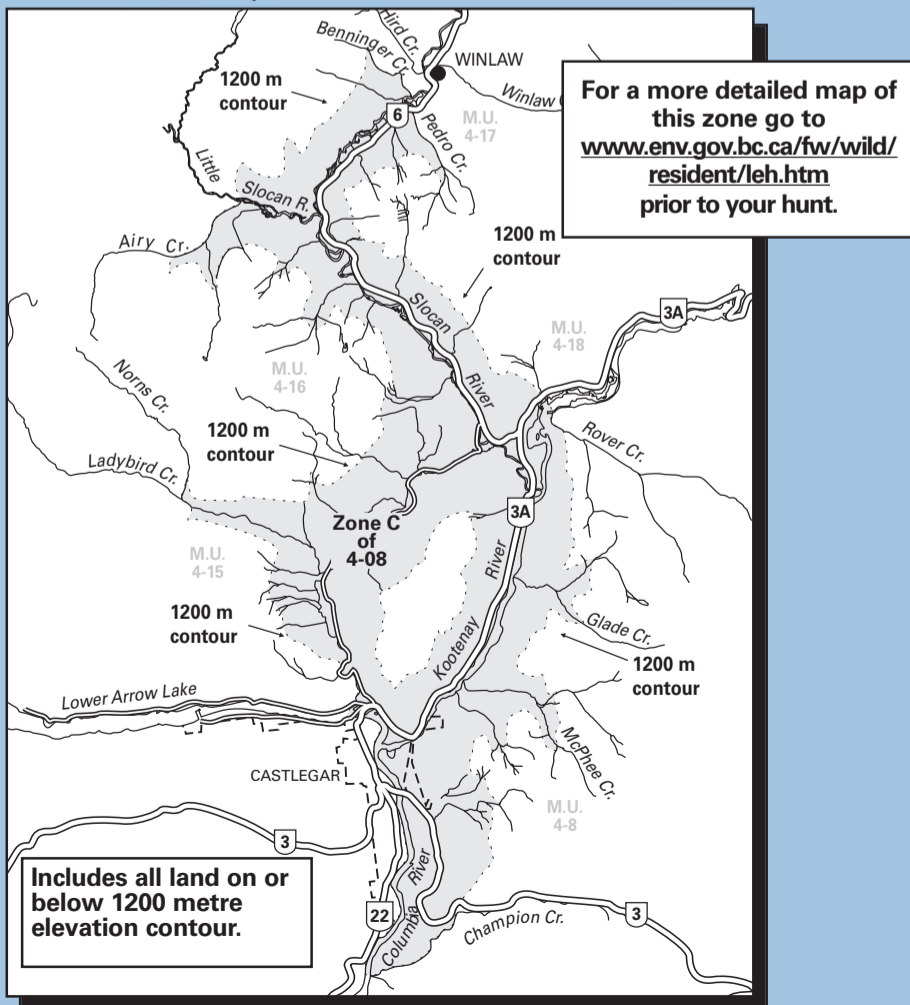 Hird Cr.
Benninger Cr.
WINLAW
1200 m
contour
Winlaw
For a more detailed map of
this zone go to
www.env.gov.bc.ca/fw/wild/
resident/leh.htm
prior to your hunt.
6
M.U.
4-17
Pedro Cr.
Little
Slocan R.
Airy Cr.
1200 m
contour
Slocan
River
3A
M.U.
4-18
M.U.
4-16
Norns Cr.
1200 m
contour
Ladybird Cr.
Rover Cr.
3A
Zone C
of
4-08
M.U.
4-15
River
Kootenay
1200 m
contour
Glade Cr.
1200 m
contour
Lower Arrow Lake
McPhee Cr.
CASTLEGAR
M.U.
4-8
3
Includes all land on or
below 1200 metre
elevation contour.
22
River
Columbia
Champion Cr.
3